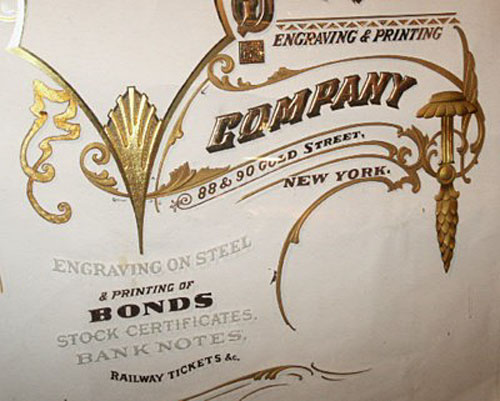 ENGRAVING & PRINTING
COMPANY
88 & 90 GOLD STREET,
NEW YORK.
ENGRAVING ON STEEL
& PRINTING OF
BONDS
STOCK CERTIFICATES,
BANK NOTES,
RAILWAY TICKETS &c.